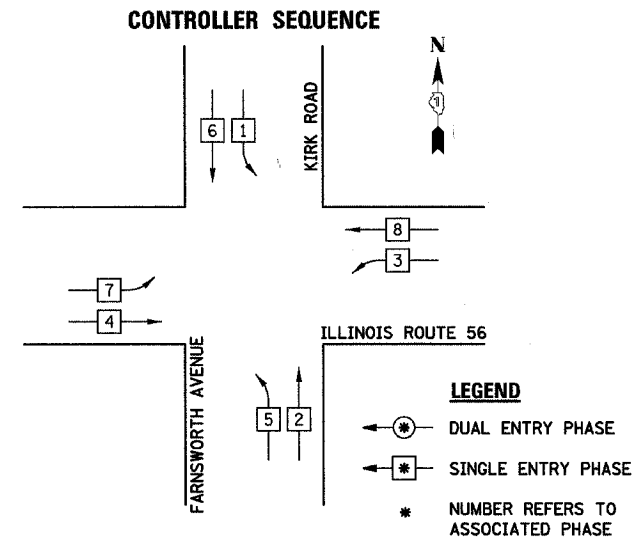 CONTROLLER SEQUENCE
N
KIRK ROAD
6 1
8
3
7
4
ILLINOIS ROUTE 56
FARNSWORTH AVENUE
5 2
LEGEND
* DUAL ENTRY PHASE
* SINGLE ENTRY PHASE
* NUMBER REFERS TO
ASSOCIATED PHASE